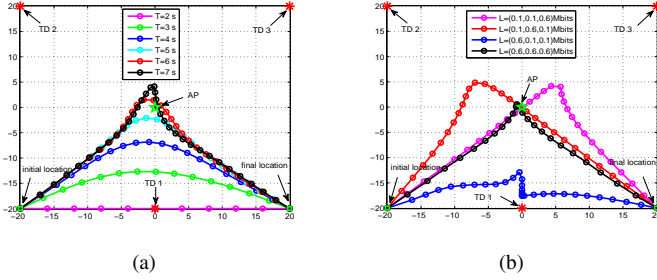 20
15
10
5
0
−5
−10
−15
−20
−20
−15
−10
−5
0
5
10
15
20
TD 2
TD 3
T=2 s
T=3 s
T=4 s
T=5 s
T=6 s
T=7 s
AP
initial location
final location
TD 1
(a)
20
15
10
5
0
−5
−10
−15
−20
−20
−15
−10
−5
0
5
10
15
20
TD 2
TD 3
L=(0.1,0.1,0.6)Mbits
L=(0.1,0.6,0.1)Mbits
L=(0.6,0.1,0.1)Mbits
L=(0.6,0.6,0.6)Mbits
AP
initial location
final location
TD 1
(b)